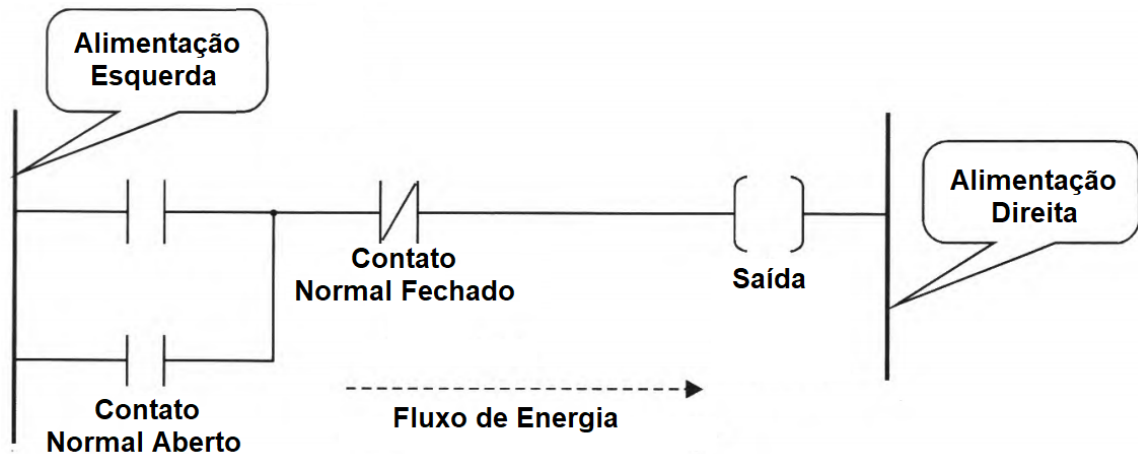 Alimentação
Esquerda
Alimentação
Direita
Contato
Normal Fechado
Saída
Contato
Normal Aberto
Fluxo de Energia